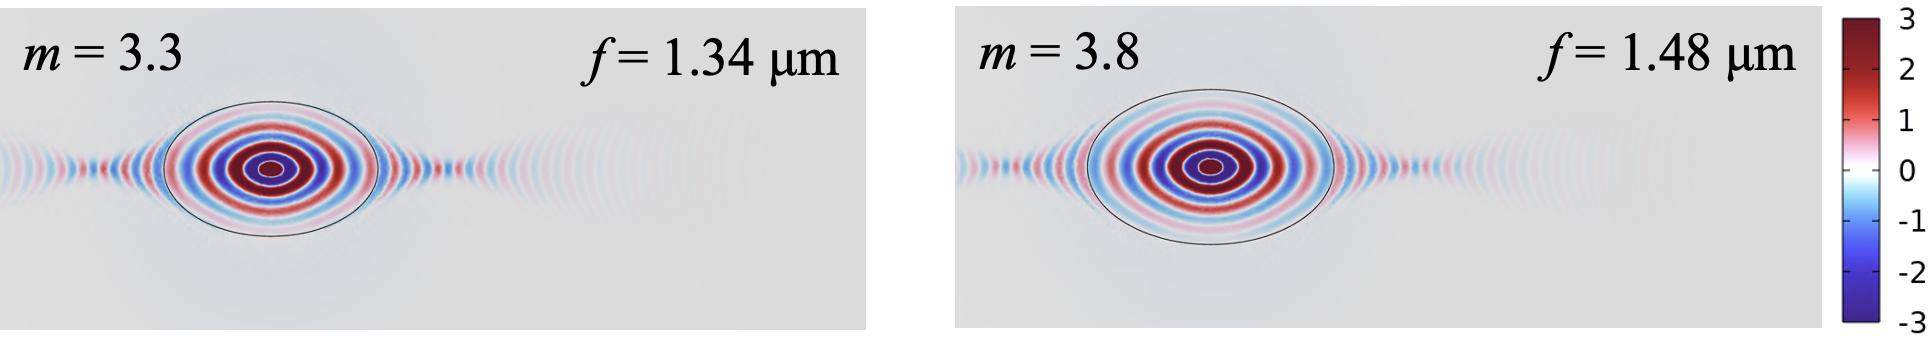 m = 3.3
f = 1.34 μm
m = 3.8
f = 1.48 μm
3
2
1
0
-1
-2
-3